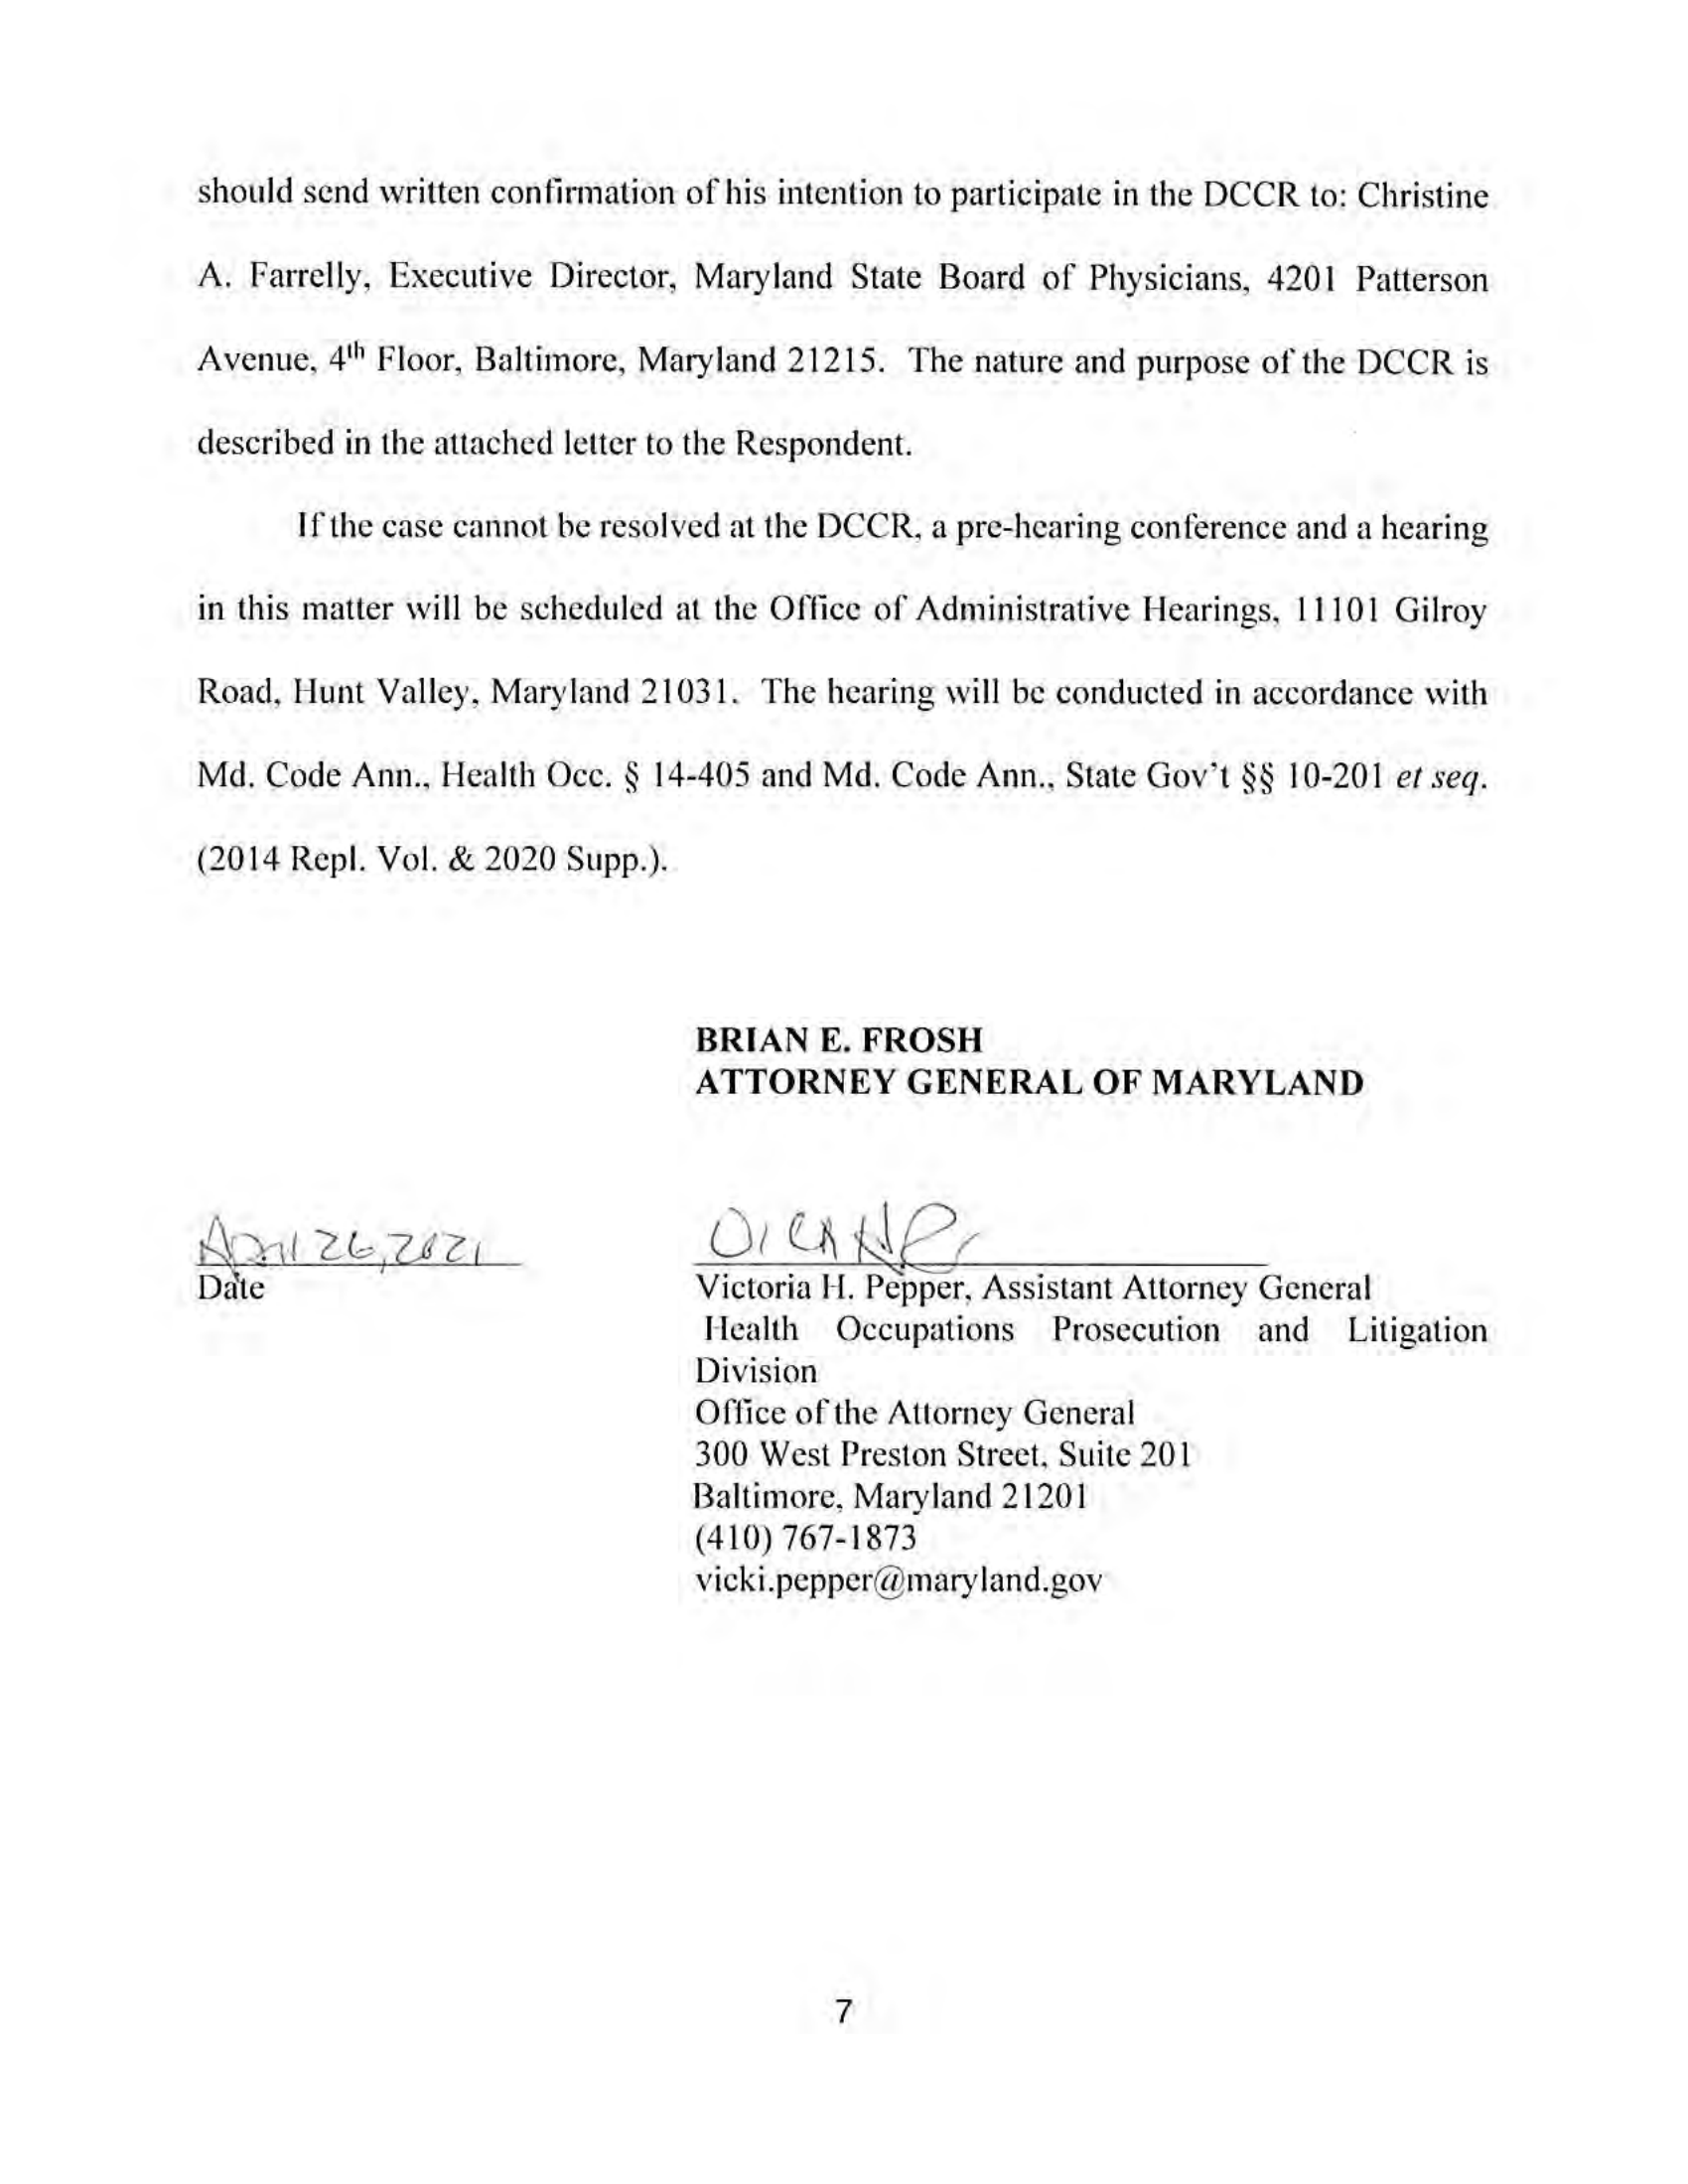 should send written confirmation of his intention to participate in the DCCR to: Christine
A. Farrelly, Executive Director, Maryland State Board of Physicians, 4201 Patterson
Avenue, 4th Floor, Baltimore, Maryland 21215. The nature and purpose of the DCCR is
described in the attached letter to the Respondent.
If the case cannot be resolved at the DCCR, a pre-hearing conference and a hearing
in this matter will be scheduled at the Office of Administrative Hearings, 11101 Gilroy
Road, Hunt Valley, Maryland 21031. The hearing will be conducted in accordance with
Md. Code Ann., Health Occ. § 14-405 and Md. Code Ann., State Gov't §§ 10-201 et seq.
(2014 Repl. Vol. & 2020 Supp.).
BRIAN E. FROSH
ATTORNEY GENERAL OF MARYLAND
April 26, 2021
Date
Victoria H. Pepper, Assistant Attorney General
Health Occupations Prosecution and Litigation
Division
Office of the Attorney General
300 West Preston Street, Suite 201
Baltimore, Maryland 21201
(410) 767-1873
vicki.pepper@maryland.gov
7